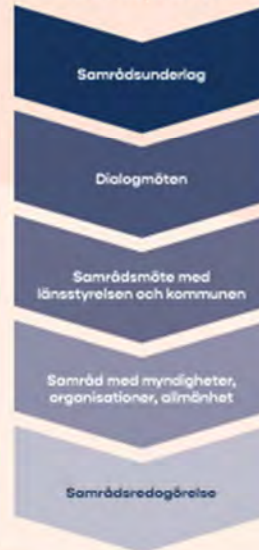 Samrådsunderlag
Dialogmöten
Samrådsmöte med
länsstyrelsen och kommunen
Samråd med myndigheter,
organisationer, allmänhet
Samrådsredogörelse